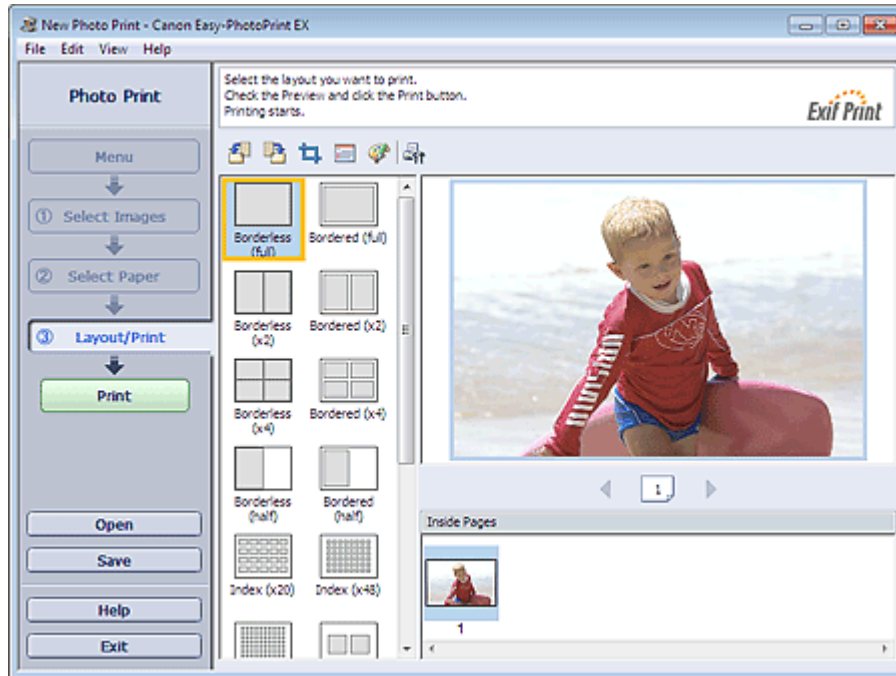 New Photo Print - Canon Easy-PhotoPrint EX
File Edit View Help
Photo Print
Select the layout you want to print.
Check the Preview and click the Print button.
Printing starts.
Exif Print
Menu
① Select Images
② Select Paper
③ Layout/Print
Print
Open
Save
Help
Exit
Borderless
(full)
Bordered (full)
Borderless
(x2)
Bordered (x2)
Borderless
(x4)
Bordered (x4)
Borderless
(half)
Bordered
(half)
Index (x20)
Index (x48)
1
Inside Pages
1